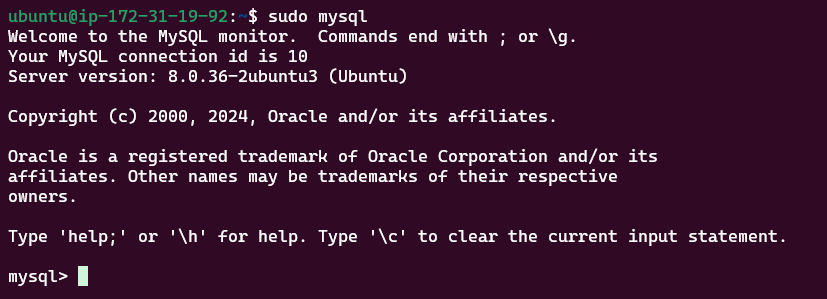 ubuntu@ip-172-31-19-92:~$ sudo mysql
Welcome to the MySQL monitor.  Commands end with ; or \g.
Your MySQL connection id is 10
Server version: 8.0.36-2ubuntu3 (Ubuntu)
Copyright (c) 2000, 2024, Oracle and/or its affiliates.
Oracle is a registered trademark of Oracle Corporation and/or its
affiliates. Other names may be trademarks of their respective
owners.
Type 'help;' or '\h' for help. Type '\c' to clear the current input statement.
mysql>